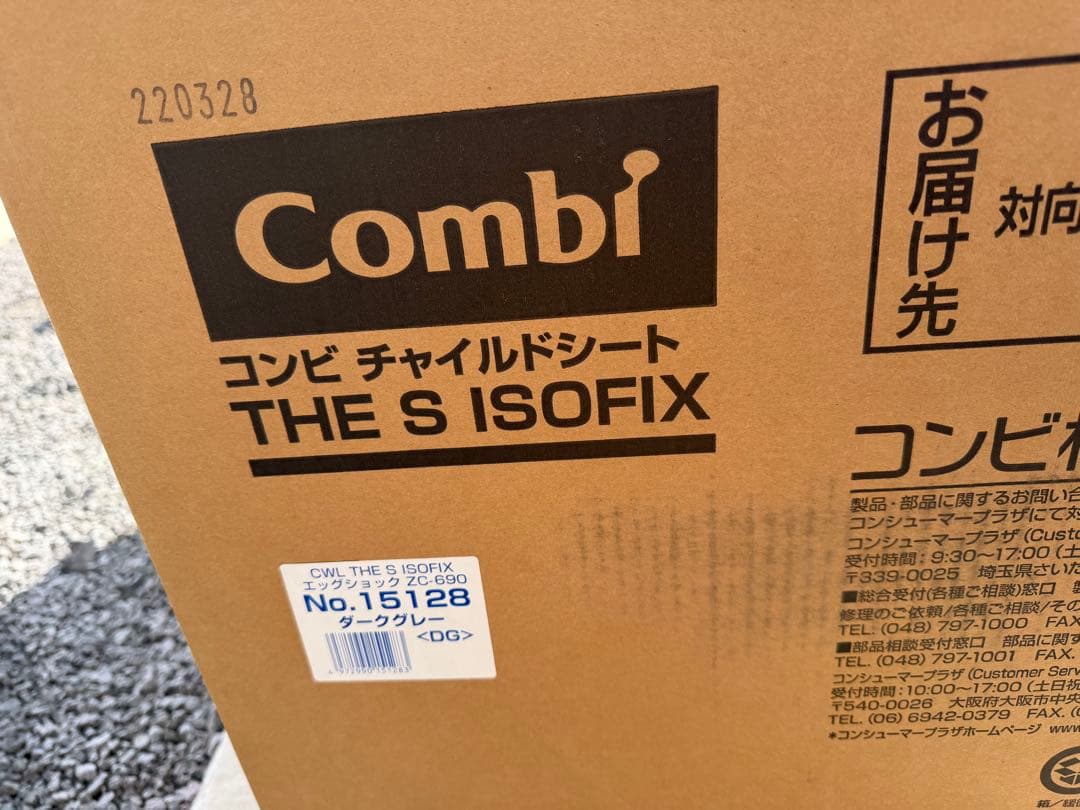 220328
Combi
コンビ チャイルドシート
THE S ISOFIX
CWL THE S ISOFIX
エッグショック ZC-690
No.15128
ダークグレー
<DG>
4 972990 151283
お届け先
対向
コンビ
製品・部品に関するお問い合
コンシューマープラザにて対
コンシューマープラザ (Custo
受付時間：9:30〜17:00 (土
〒339-0025 埼玉県さいた
■総合受付(各種ご相談)窓口 製
修理のご依頼/各種ご相談/その
TEL. (048) 797-1000 FAX.
■部品相談受付窓口 部品に関す
TEL. (048) 797-1001 FAX.
コンシューマープラザ (Customer Serv
受付時間：10:00〜17:00 (土日祝
〒540-0026 大阪府大阪市中央
TEL. (06) 6942-0379 FAX. (0
*コンシューマープラザホームページ www